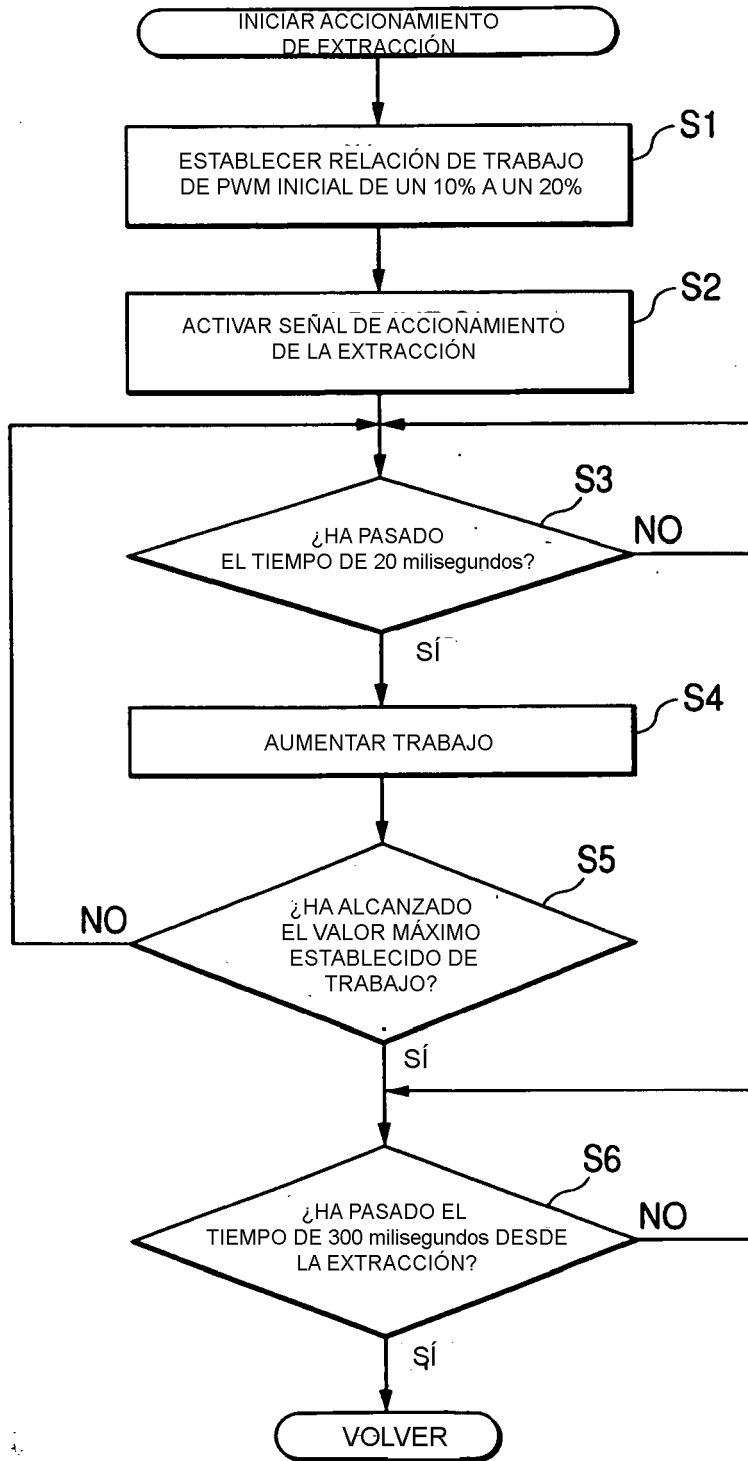 INICIAR ACCIONAMIENTO
DE EXTRACCIÓN
S1
ESTABLECER RELACIÓN DE TRABAJO
DE PWM INICIAL DE UN 10% A UN 20%
S2
ACTIVAR SEÑAL DE ACCIONAMIENTO
DE LA EXTRACCIÓN
S3
¿HA PASADO
EL TIEMPO DE 20 milisegundos?
NO
SÍ
S4
AUMENTAR TRABAJO
S5
¿HA ALCANZADO
EL VALOR MÁXIMO
ESTABLECIDO DE
TRABAJO?
NO
SÍ
S6
¿HA PASADO EL
TIEMPO DE 300 milisegundos DESDE
LA EXTRACCIÓN?
NO
SÍ
VOLVER